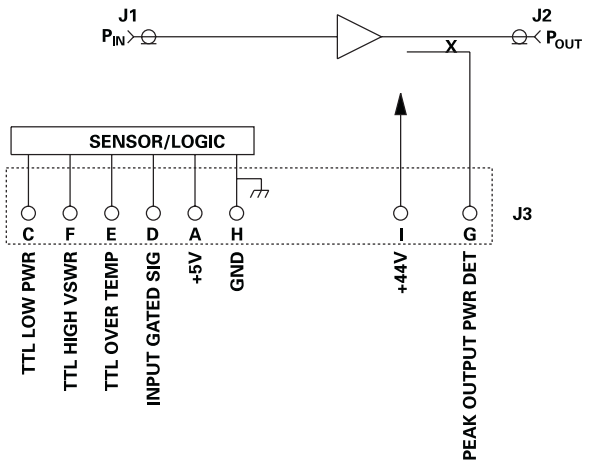 J1
J2
PIN
POUT
X
SENSOR/LOGIC
J3
C
F
E
D
A
H
I
G
TTL LOW PWR
TTL HIGH VSWR
TTL OVER TEMP
INPUT GATED SIG
+5V
GND
+44V
PEAK OUTPUT PWR DET